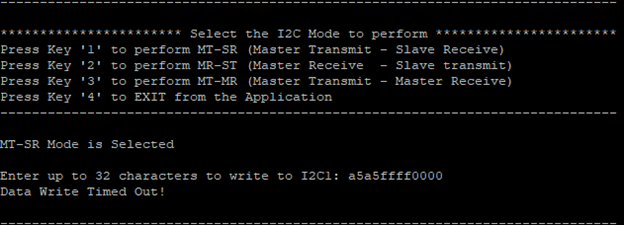 --------------------------------------------------------------------------------
*********************** Select the I2C Mode to perform ***********************
Press Key '1' to perform MT-SR (Master Transmit - Slave Receive)
Press Key '2' to perform MR-ST (Master Receive  - Slave transmit)
Press Key '3' to perform MT-MR (Master Transmit - Master Receive)
Press Key '4' to EXIT from the Application
--------------------------------------------------------------------------------
MT-SR Mode is Selected
Enter up to 32 characters to write to I2C1: a5a5ffff0000
Data Write Timed Out!
--------------------------------------------------------------------------------